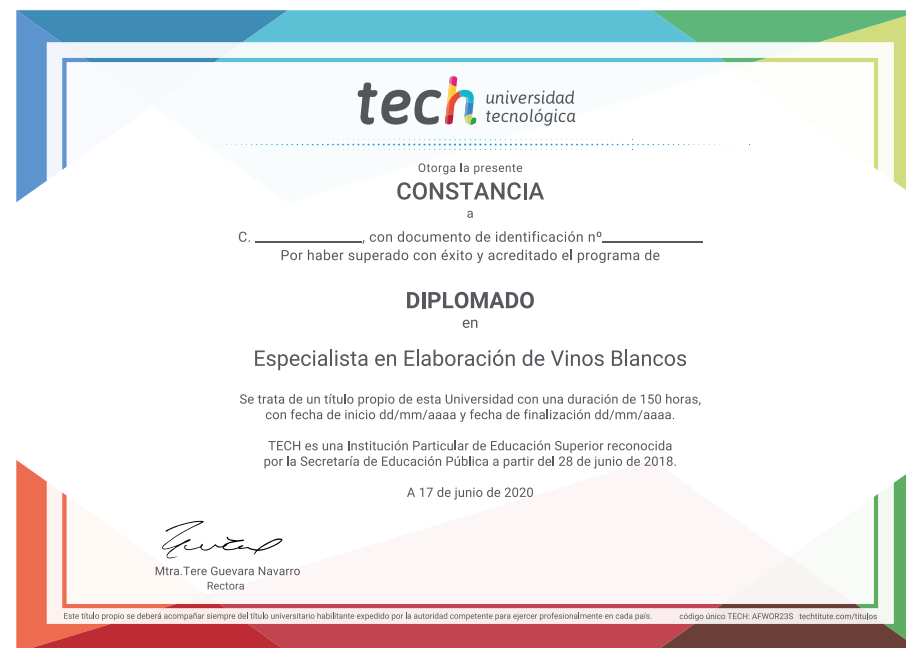 tech universidad
tecnológica
Otorga la presente
CONSTANCIA
a
C. ____________, con documento de identificación nº____________
Por haber superado con éxito y acreditado el programa de
DIPLOMADO
en
Especialista en Elaboración de Vinos Blancos
Se trata de un título propio de esta Universidad con una duración de 150 horas,
con fecha de inicio dd/mm/aaaa y fecha de finalización dd/mm/aaaa.
TECH es una Institución Particular de Educación Superior reconocida
por la Secretaría de Educación Pública a partir del 28 de junio de 2018.
A 17 de junio de 2020
Mtra.Tere Guevara Navarro
Rectora
Este título propio se deberá acompañar siempre del título universitario habilitante expedido por la autoridad competente para ejercer profesionalmente en cada país. código único TECH: AFWOR23S techtitute.com/titulos